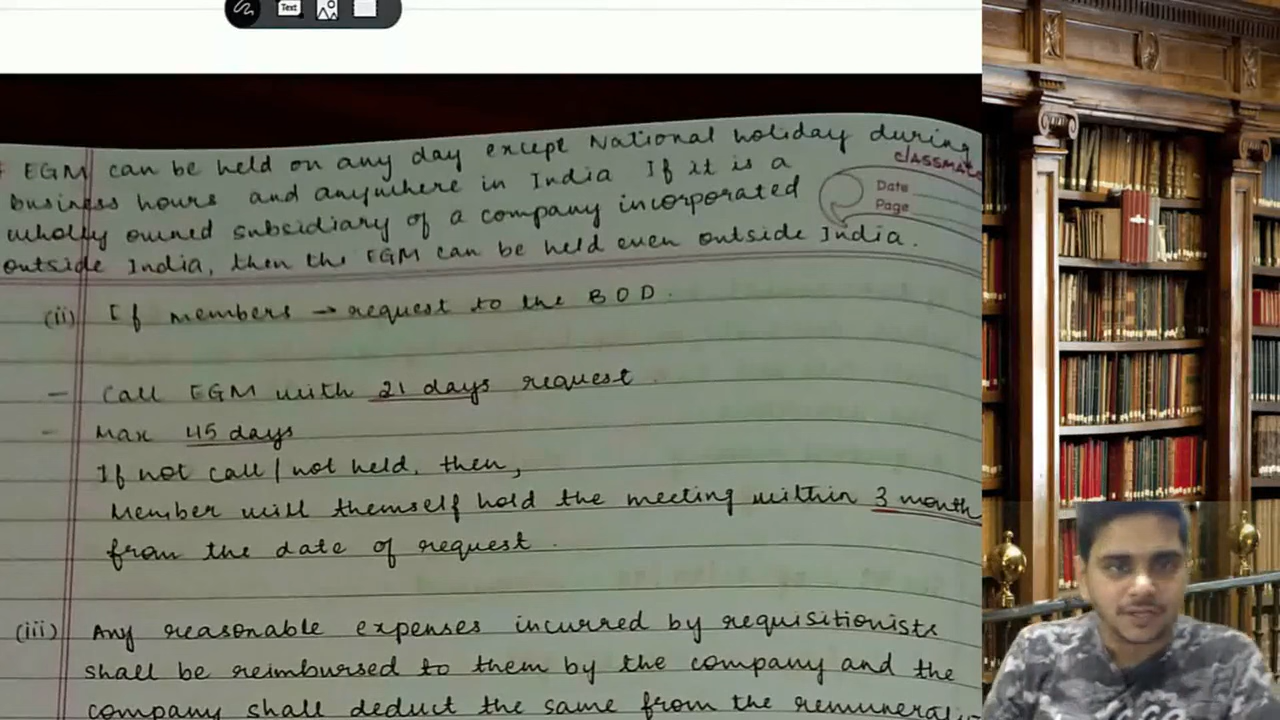 Text
EGM can be held on any day except National holiday during
classmate
Date
Page
business hours and anywhere in India If it is a
wholly owned subsidiary of a company incorporated
outside India, then the EGM can be held even outside India.
(ii) If members → request to the BOD.
- Call EGM with 21 days request.
- Max 45 days
If not call / not held, then,
Member will themself hold the meeting within 3 month
from the date of request.
(iii) Any reasonable expenses incurred by requisitionists
shall be reimbursed to them by the company and the
company shall deduct the same from the